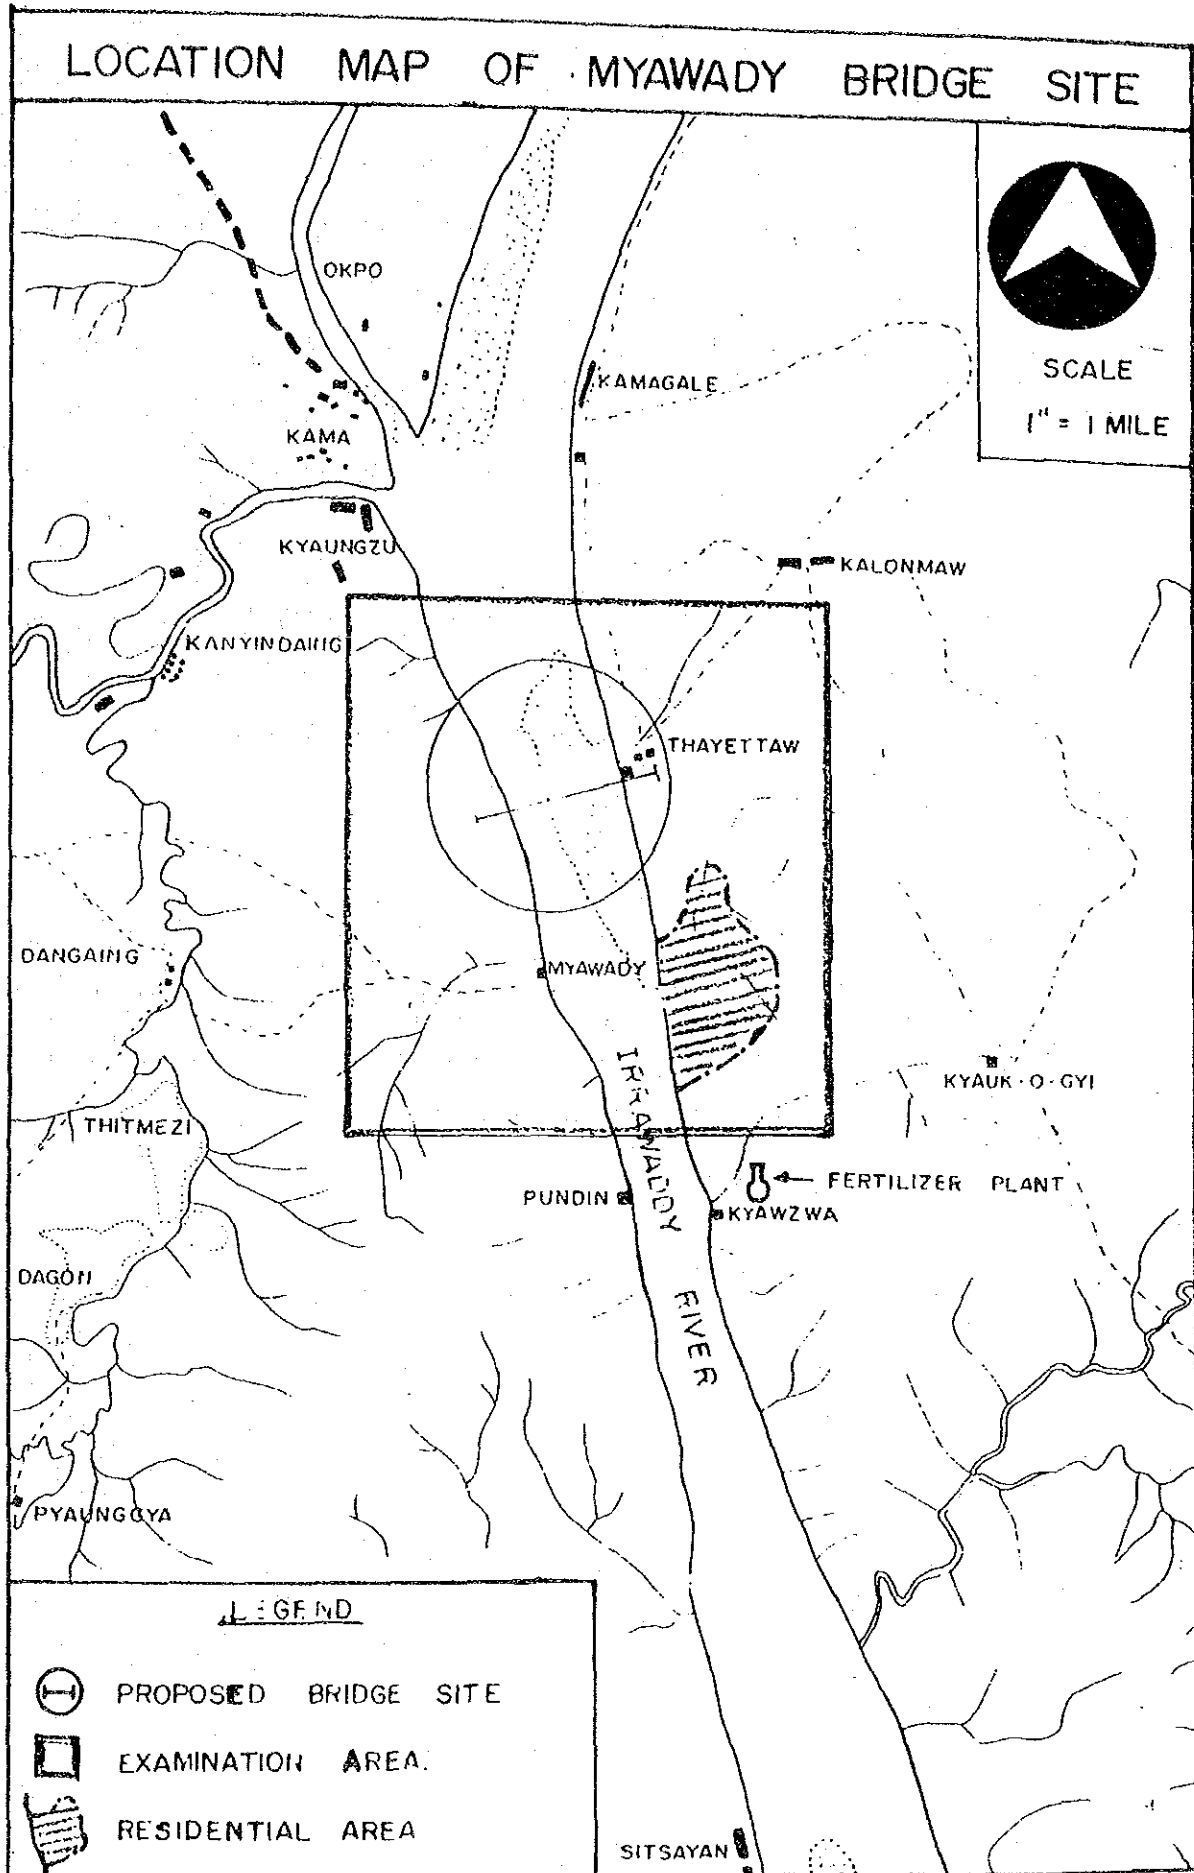 LOCATION MAP OF MYAWADY BRIDGE SITE
OKPO
SCALE
1" = 1 MILE
KAMAGALE
KAMA
KYAUNGZU
KALONMAW
KANYINDAING
THAYETTAW
DANGAING
MYAWADY
IRRAWADDY RIVER
KYAUK-O-GYI
THITMEZI
FERTILIZER PLANT
PUNDIN
KYAWZWA
DAGON
PYAUNGGYA
LEGEND
PROPOSED BRIDGE SITE
EXAMINATION AREA.
RESIDENTIAL AREA
SITSAYAN